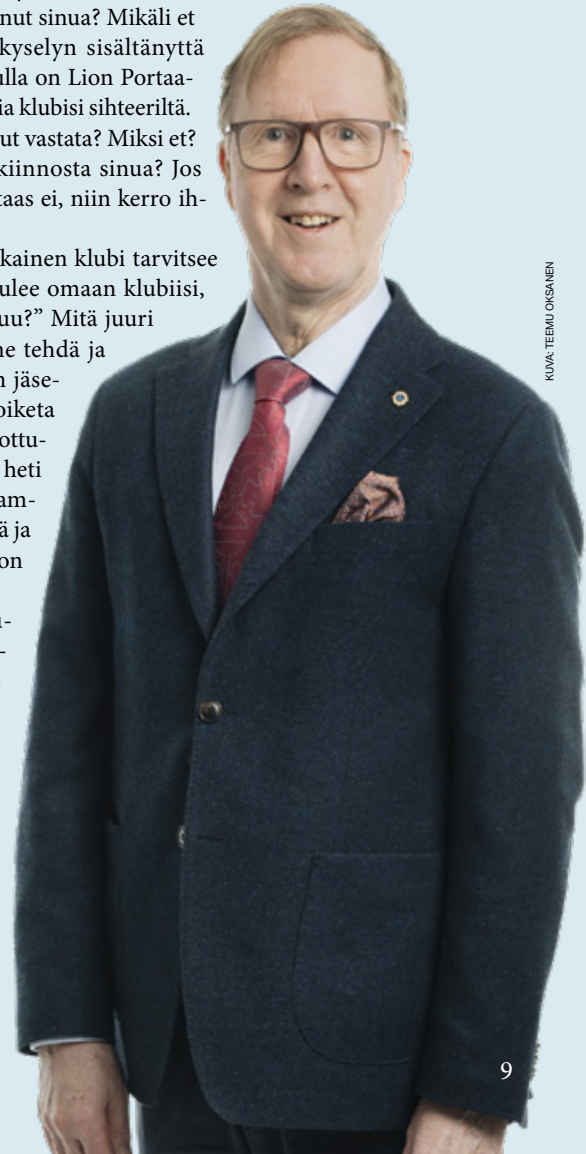 nut sinua? Mikäli et
kyselyn sisältänyttä
ulla on Lion Portaa-
ia klubisi sihteeriltä.
ut vastata? Miksi et?
kiinnosta sinua? Jos
taas ei, niin kerro ih-
kainen klubi tarvitsee
ulee omaan klubiisi,
uu?” Mitä juuri
ne tehdä ja
n jäse-
oiketa
ottu-
heti
am-
ä ja
on
u-
-
KUVA: TEEMU OKSANEN
9